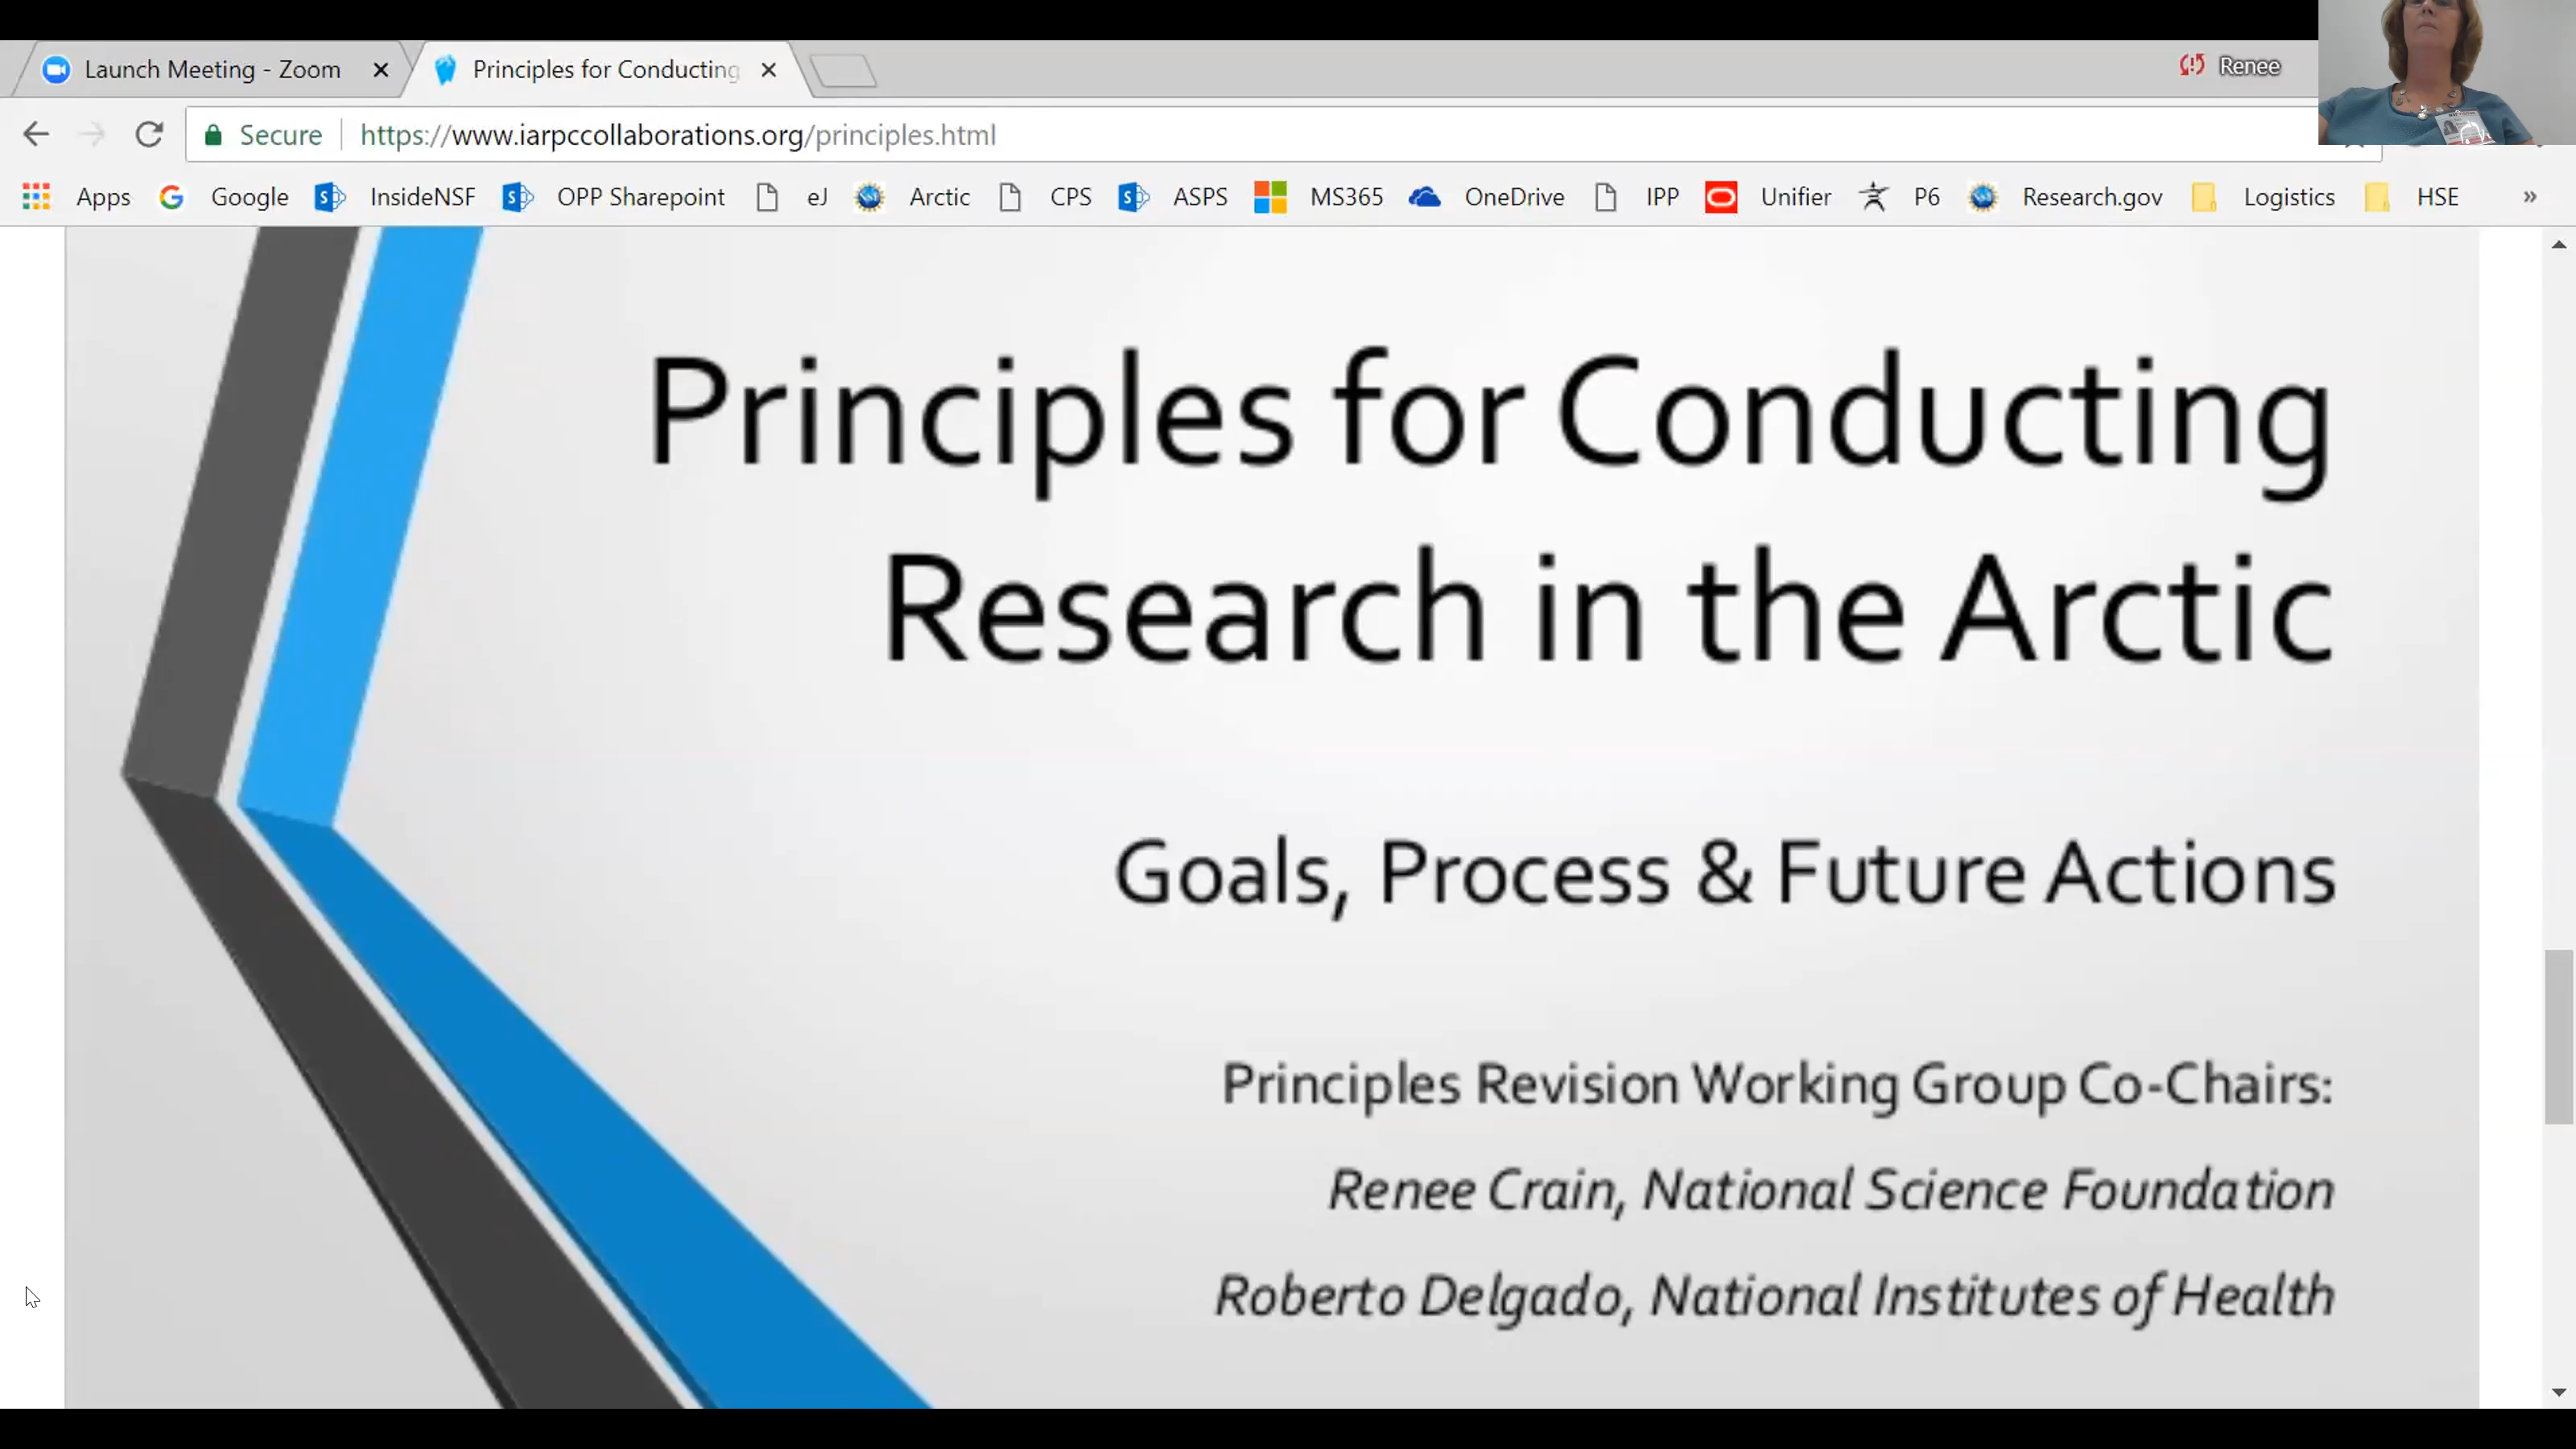 Launch Meeting - Zoom
Principles for Conducting
Renee
Secure
https://www.iarpccollaborations.org/principles.html
Apps Google InsideNSF OPP Sharepoint eJ Arctic CPS ASPS MS365 OneDrive IPP Unifier P6 Research.gov Logistics HSE »
Principles for Conducting
Research in the Arctic
Goals, Process & Future Actions
Principles Revision Working Group Co-Chairs:
Renee Crain, National Science Foundation
Roberto Delgado, National Institutes of Health